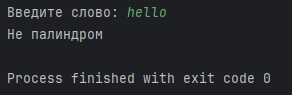 Введите слово: hello
Не палиндром
Process finished with exit code 0